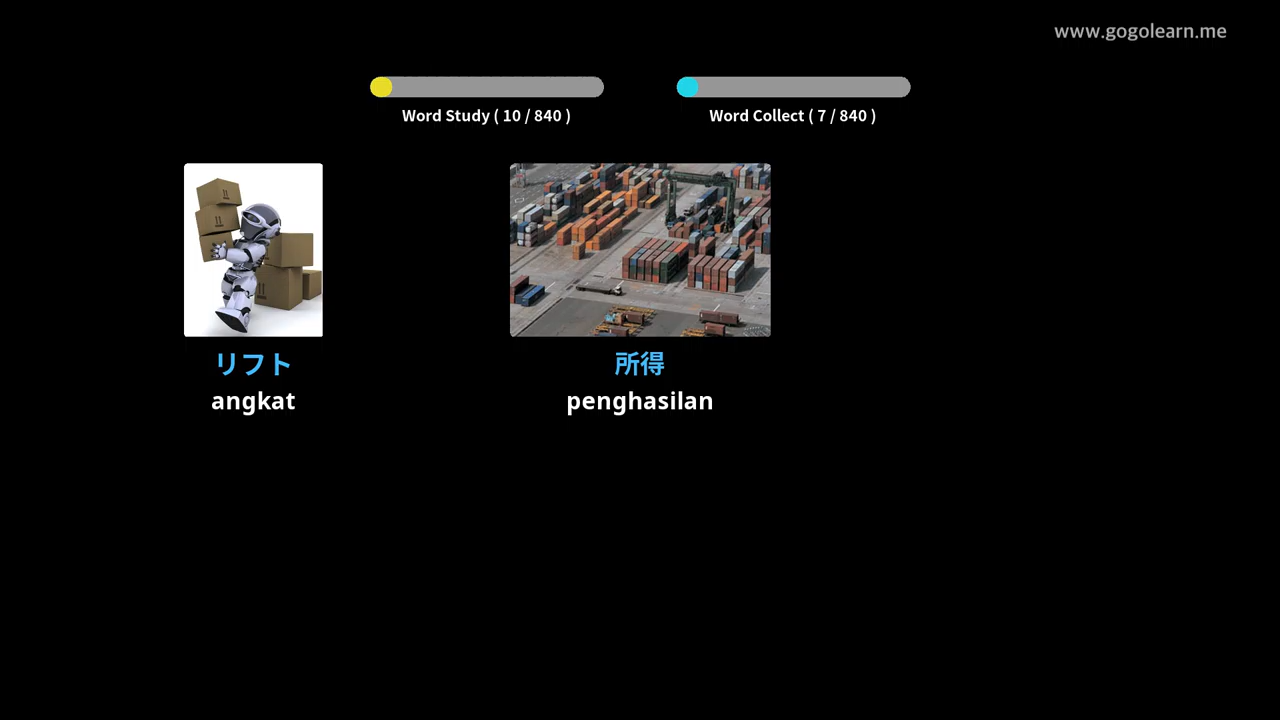 www.gogolearn.me
Word Study ( 10 / 840 )
Word Collect ( 7 / 840 )
リフト
angkat
所得
penghasilan